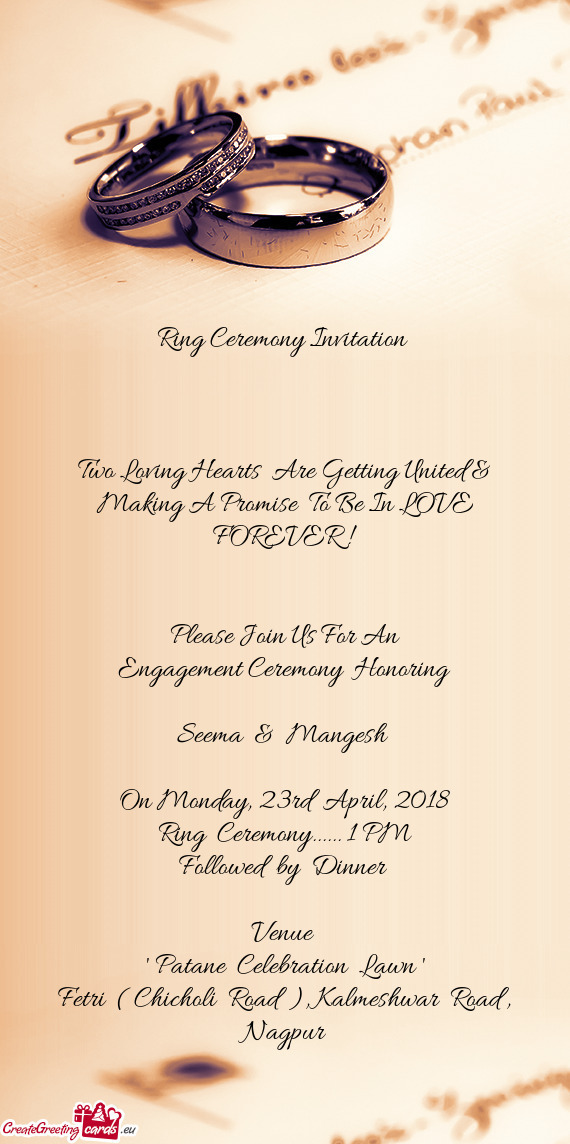 Ring Ceremony Invitation
Two Loving Hearts Are Getting United &
Making A Promise To Be In LOVE
FOREVER !
Please Join Us For An
Engagement Ceremony Honoring
Seema & Mangesh
On Monday, 23rd April, 2018
Ring Ceremony...... 1 PM
Followed by Dinner
Venue
' Patane Celebration Lawn '
Fetri ( Chicholi Road ), Kalmeshwar Road ,
Nagpur
CreateGreeting cards .eu